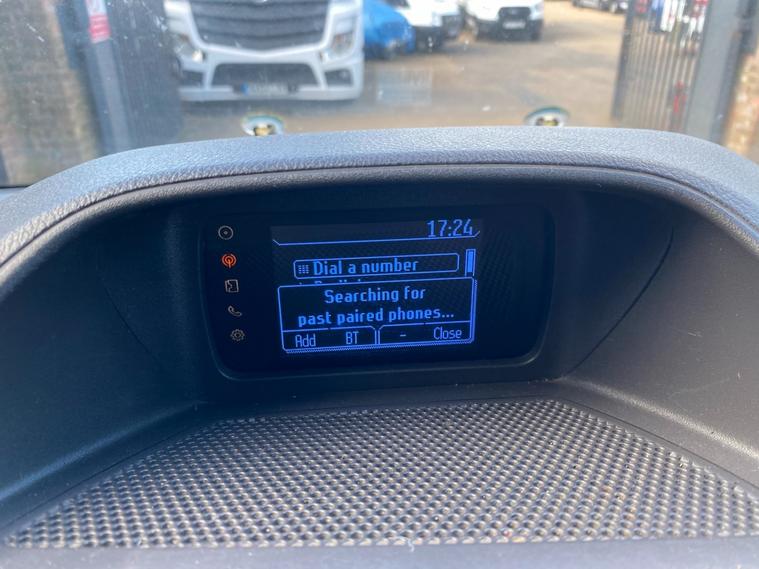 17:24
Dial a number
Searching for
past paired phones...
Add BT - Close